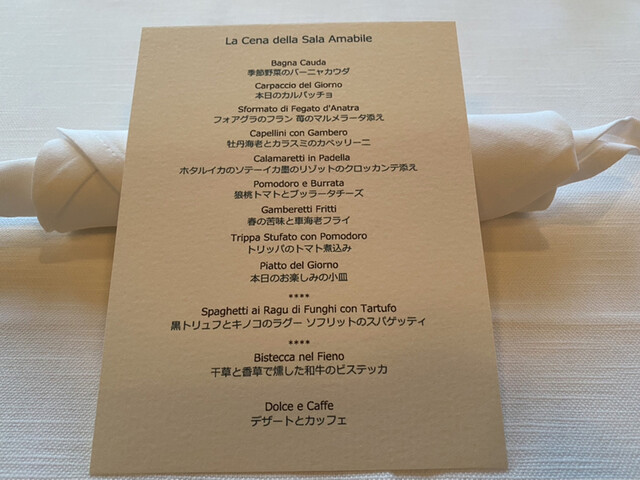 La Cena della Sala Amabile
Bagna Cauda
季節野菜のバーニャカウダ
Carpaccio del Giorno
本日のカルパッチョ
Sformato di Fegato d'Anatra
フォアグラのフラン 苺のマルメラータ添え
Capellini con Gambero
牡丹海老とカラスミのカペッリーニ
Calamaretti in Padella
ホタルイカのソテーイカ墨のリゾットのクロッカンテ添え
Pomodoro e Burrata
狼桃トマトとブッラータチーズ
Gamberetti Fritti
春の苦味と車海老フライ
Trippa Stufato con Pomodoro
トリッパのトマト煮込み
Piatto del Giorno
本日のお楽しみの小皿
****
Spaghetti ai Ragu di Funghi con Tartufo
黒トリュフとキノコのラグー ソフリットのスパゲッティ
****
Bistecca nel Fieno
干草と香草で燻した和牛のビステッカ
Dolce e Caffe
デザートとカッフェ